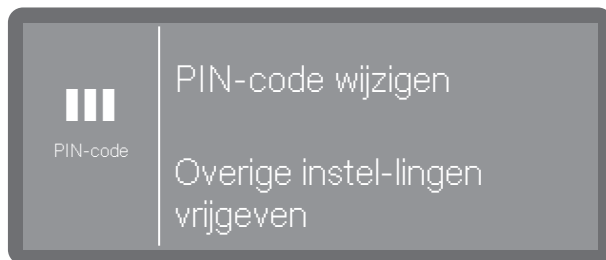 PIN-code
PIN-code wijzigen
Overige instel-lingen
vrijgeven